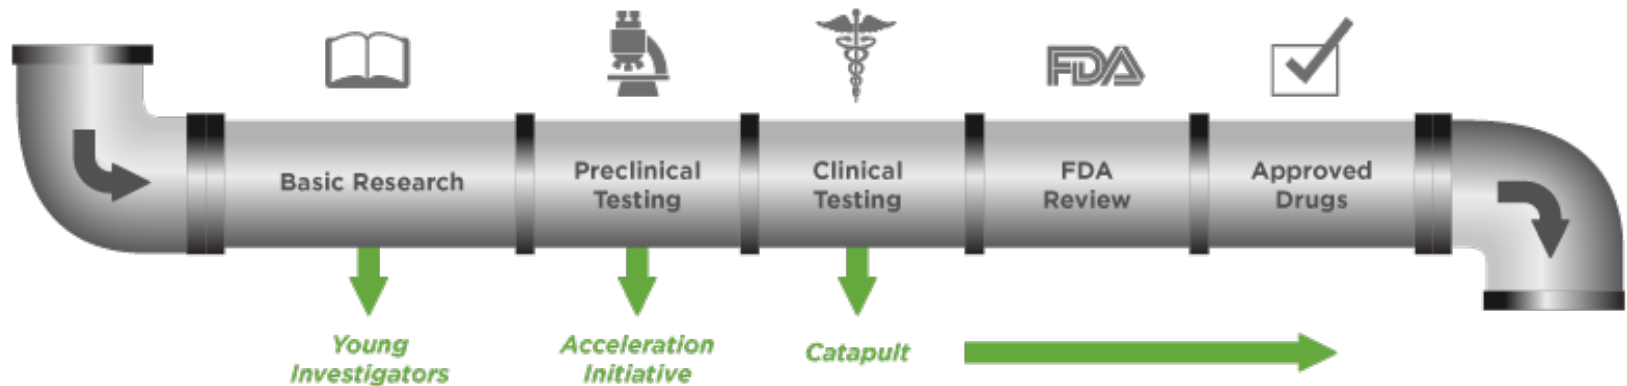 FDA
Basic Research
Preclinical
Testing
Clinical
Testing
FDA
Review
Approved
Drugs
Young
Investigators
Acceleration
Initiative
Catapult